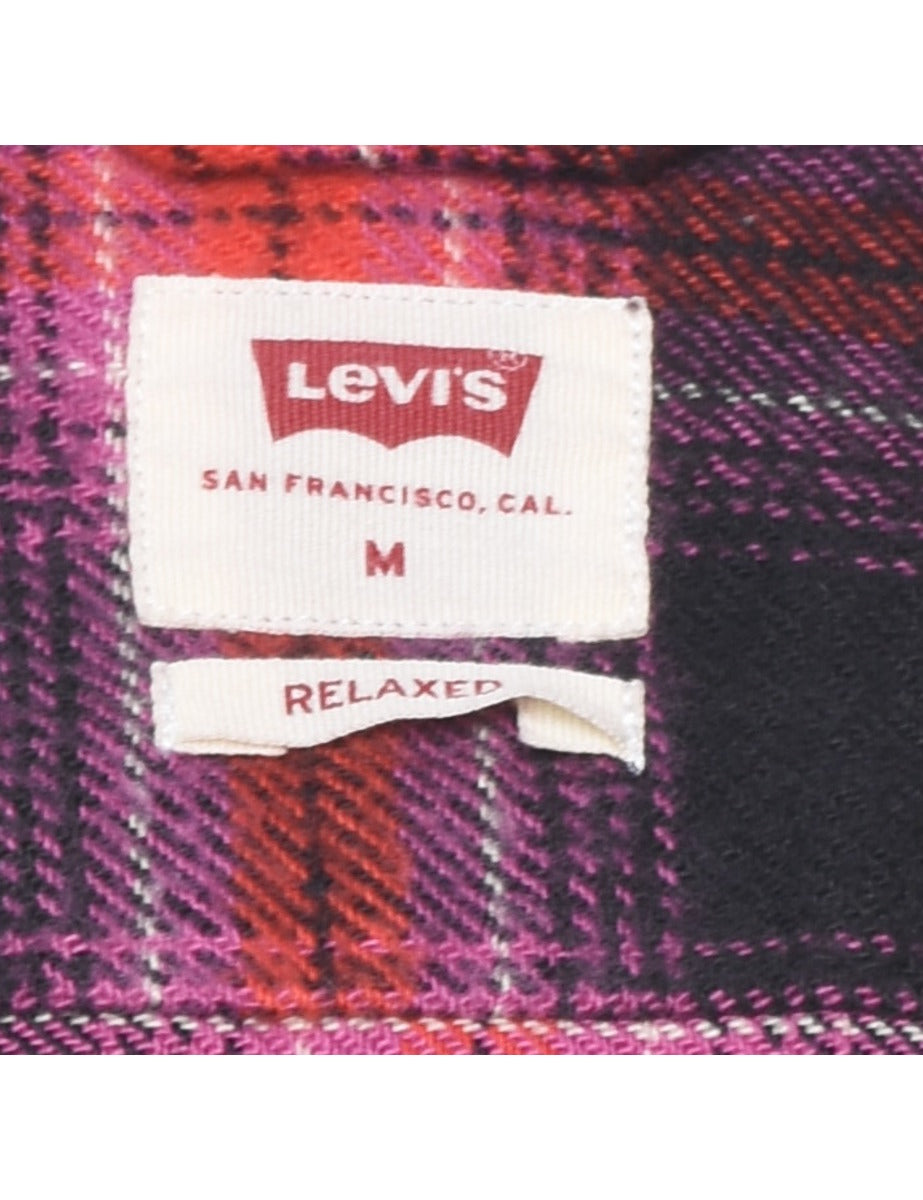 LEVI'S ®
SAN FRANCISCO, CAL.
M
RELAXED